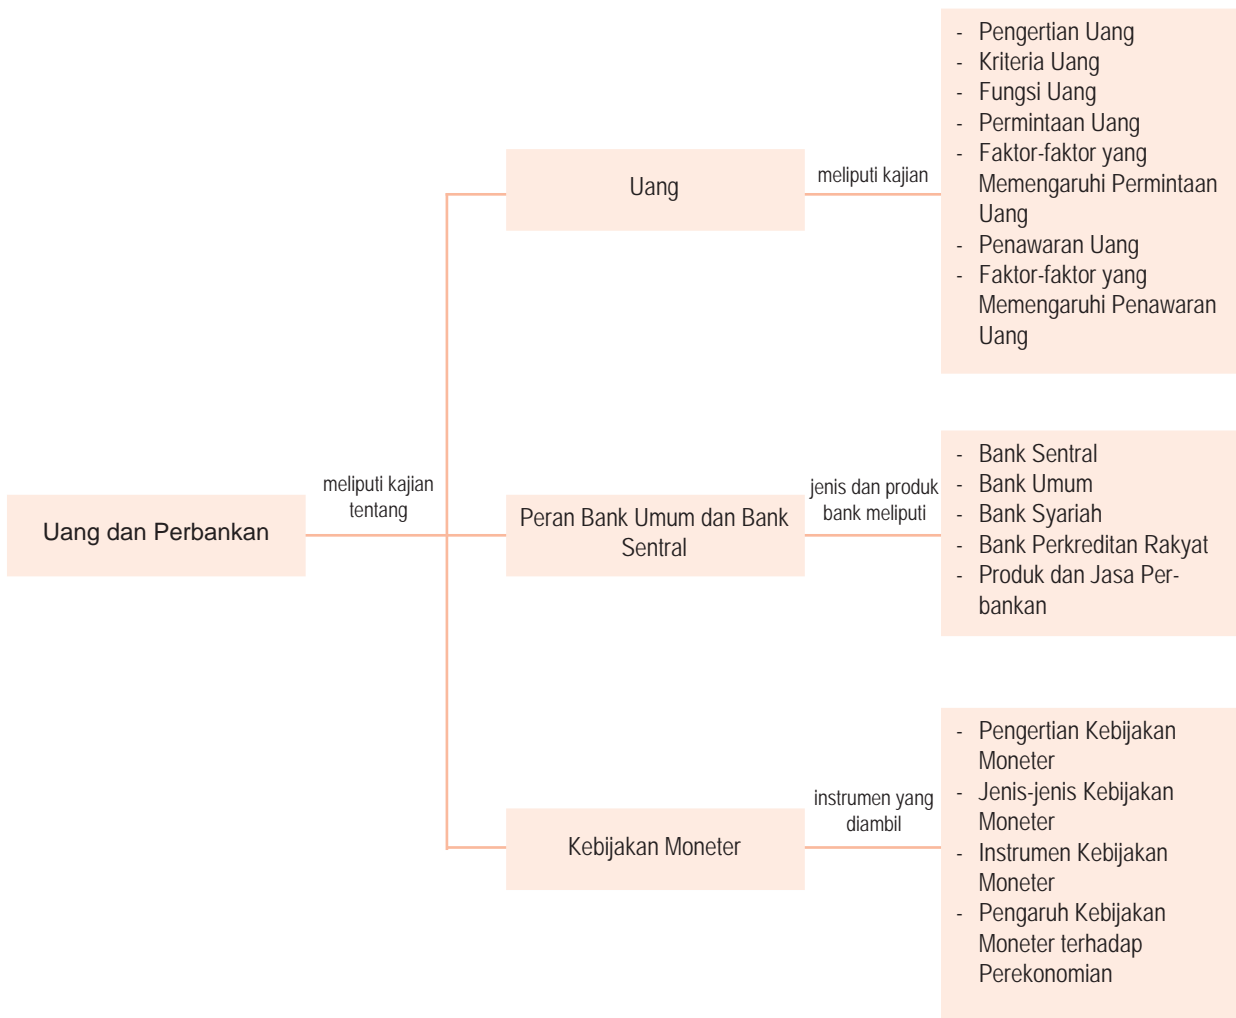 Uang dan Perbankan
meliputi kajian
tentang
Uang
meliputi kajian
- Pengertian Uang
- Kriteria Uang
- Fungsi Uang
- Permintaan Uang
- Faktor-faktor yang
Memengaruhi Permintaan
Uang
- Penawaran Uang
- Faktor-faktor yang
Memengaruhi Penawaran
Uang
Peran Bank Umum dan Bank
Sentral
jenis dan produk
bank meliputi
- Bank Sentral
- Bank Umum
- Bank Syariah
- Bank Perkreditan Rakyat
- Produk dan Jasa Per-
bankan
Kebijakan Moneter
instrumen yang
diambil
- Pengertian Kebijakan
Moneter
- Jenis-jenis Kebijakan
Moneter
- Instrumen Kebijakan
Moneter
- Pengaruh Kebijakan
Moneter terhadap
Perekonomian